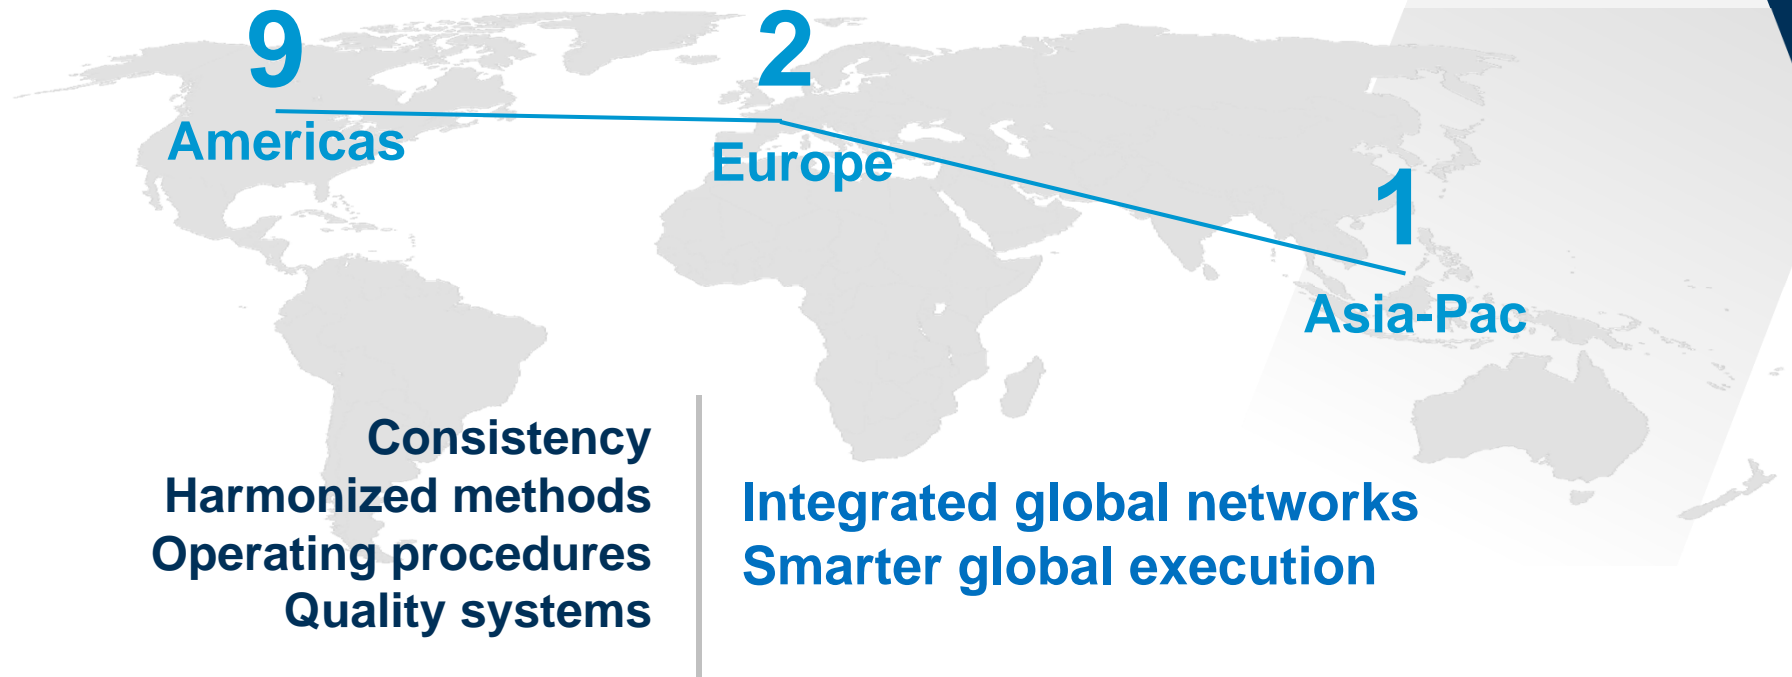 9
Americas
2
Europe
1
Asia-Pac
Consistency
Harmonized methods
Operating procedures
Quality systems
Integrated global networks
Smarter global execution